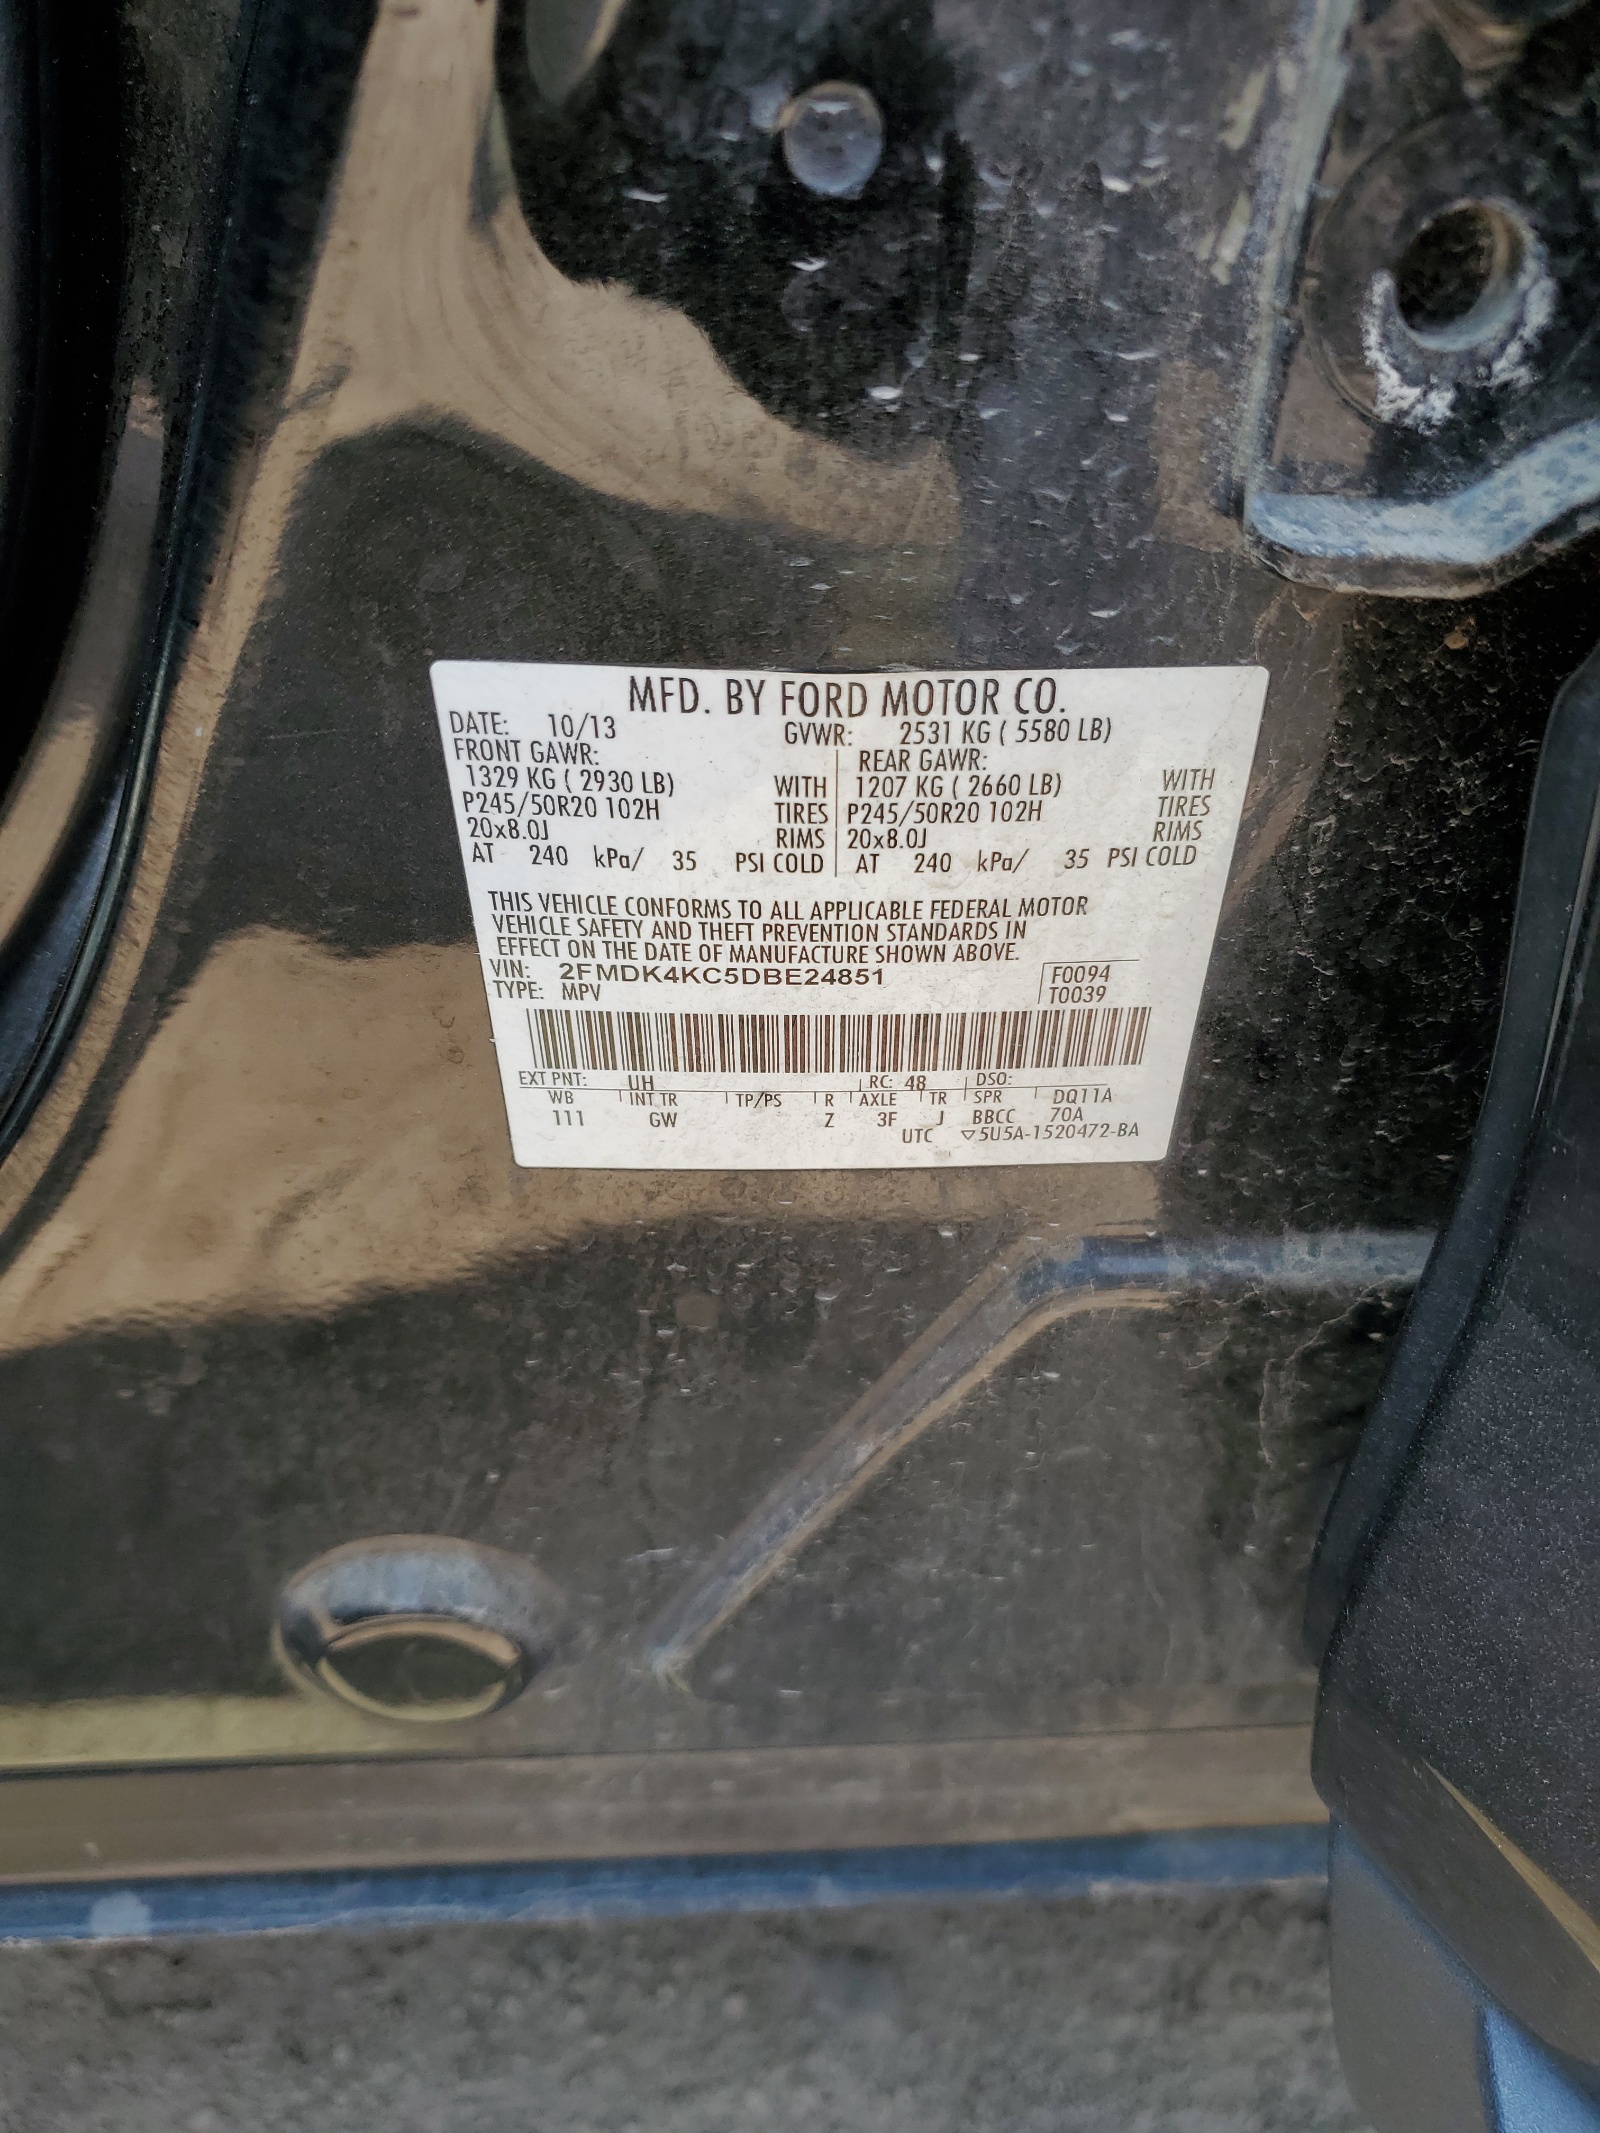 MFD. BY FORD MOTOR CO.
DATE: 10/13 GVWR: 2531 KG ( 5580 LB)
FRONT GAWR: REAR GAWR:
1329 KG ( 2930 LB) WITH 1207 KG ( 2660 LB) WITH
P245/50R20 102H TIRES P245/50R20 102H TIRES
20x8.0J RIMS 20x8.0J RIMS
AT 240 kPa/ 35 PSI COLD AT 240 kPa/ 35 PSI COLD
THIS VEHICLE CONFORMS TO ALL APPLICABLE FEDERAL MOTOR
VEHICLE SAFETY AND THEFT PREVENTION STANDARDS IN
EFFECT ON THE DATE OF MANUFACTURE SHOWN ABOVE.
VIN: 2FMDK4KC5DBE24851 F0094
TYPE: MPV T0039
EXT PNT: UH RC: 48 DSO:
WB INT TR TP/PS R AXLE TR SPR DQ11A
111 GW Z 3F J BBCC 70A
UTC ▽5U5A-1520472-BA